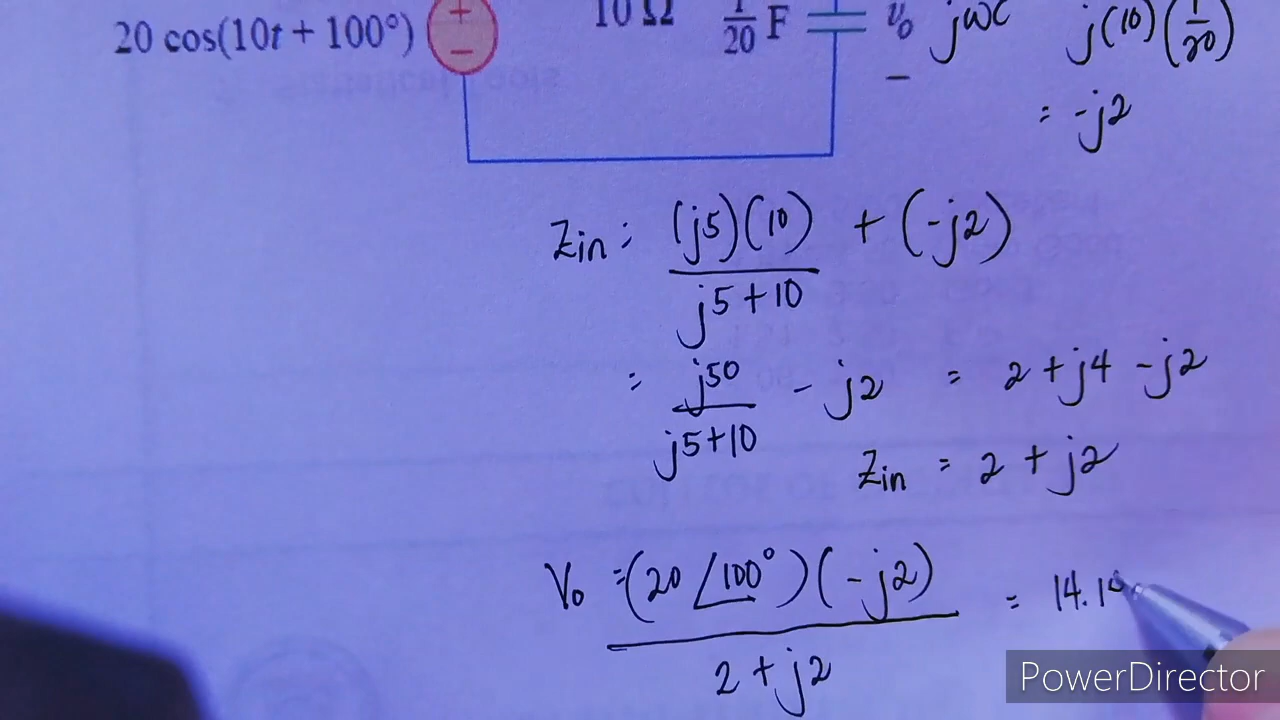 20 cos(10t + 100°) + − 10 Ω 1/20 F v₀ − jωC j(10)(1/20)
= -j2
Zin = (j5)(10) / j5+10 + (-j2)
= j50 / j5+10 - j2 = 2 + j4 - j2
Zin = 2 + j2
V₀ = (20 ∠100°)(-j2) / 2 + j2 = 14.1
PowerDirector